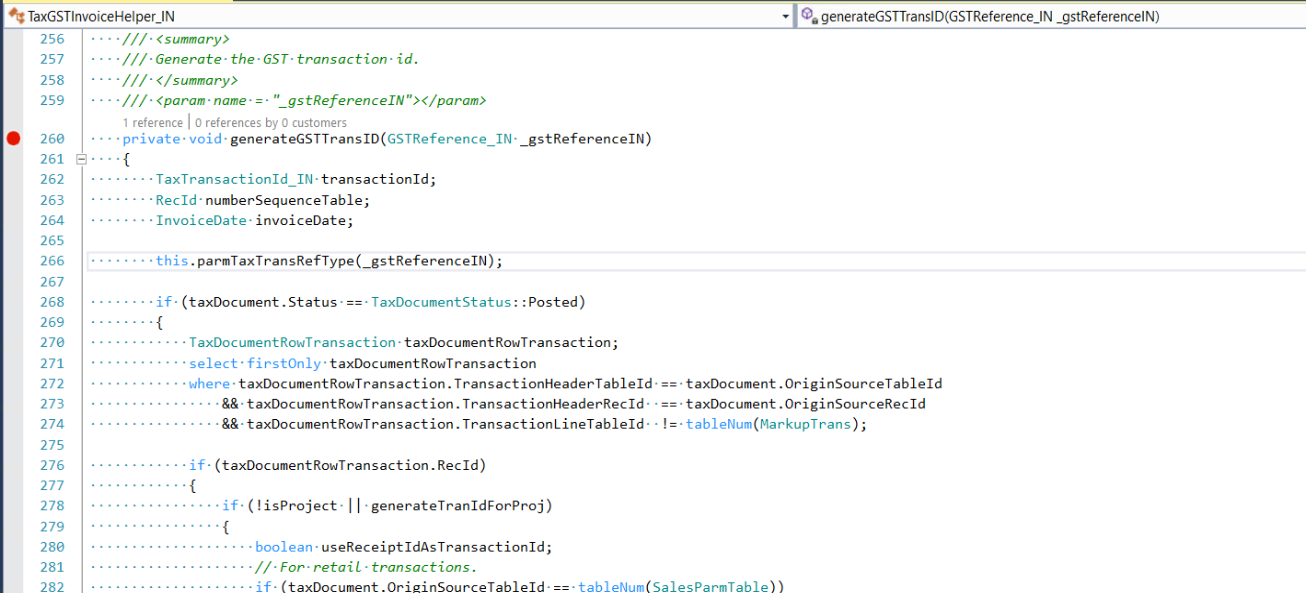 TaxGSTInvoiceHelper_IN
generateGSTTransID(GSTReference_IN _gstReferenceIN)
256 /// <summary>
257 /// Generate the GST transaction id.
258 /// </summary>
259 /// <param name = "_gstReferenceIN"></param>
1 reference | 0 references by 0 customers
260 private void generateGSTTransID(GSTReference_IN _gstReferenceIN)
261 {
262 TaxTransactionId_IN transactionId;
263 RecId numberSequenceTable;
264 InvoiceDate invoiceDate;
265
266 this.parmTaxTransRefType(_gstReferenceIN);
267
268 if (taxDocument.Status == TaxDocumentStatus::Posted)
269 {
270 TaxDocumentRowTransaction taxDocumentRowTransaction;
271 select firstOnly taxDocumentRowTransaction
272 where taxDocumentRowTransaction.TransactionHeaderTableId == taxDocument.OriginSourceTableId
273 && taxDocumentRowTransaction.TransactionHeaderRecId == taxDocument.OriginSourceRecId
274 && taxDocumentRowTransaction.TransactionLineTableId != tableNum(MarkupTrans);
275
276 if (taxDocumentRowTransaction.RecId)
277 {
278 if (!isProject || generateTranIdForProj)
279 {
280 boolean useReceiptIdAsTransactionId;
281 // For retail transactions.
282 if (taxDocument.OriginSourceTableId == tableNum(SalesParmTable))